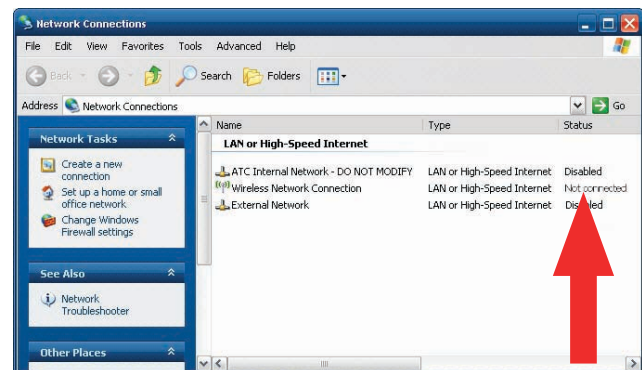 Network Connections
File Edit View Favorites Tools Advanced Help
Back Search Folders
Address Network Connections Go
Network Tasks
Create a new
connection
Set up a home or small
office network
Change Windows
Firewall settings
See Also
Network
Troubleshooter
Other Places
Name Type Status
LAN or High-Speed Internet
ATC Internal Network - DO NOT MODIFY LAN or High-Speed Internet Disabled
Wireless Network Connection LAN or High-Speed Internet Not connected
External Network LAN or High-Speed Internet Disabled